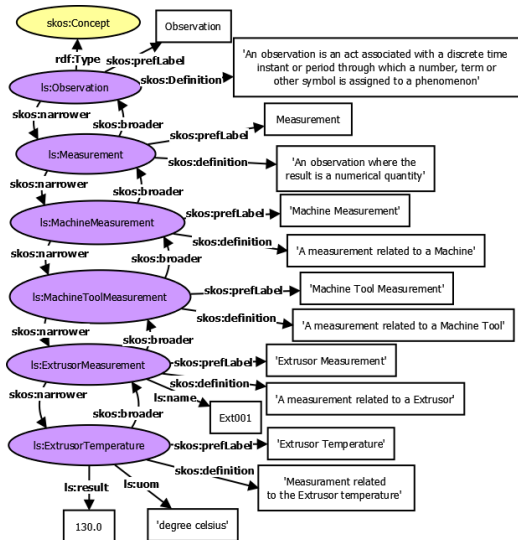 skos:Concept
Observation
rdf:Type
skos:prefLabel
skos:Definition
'An observation is an act associated with a discrete time
instant or period through which a number, term or
other symbol is assigned to a phenomenon'
ls:Observation
skos:narrower
skos:broader
skos:prefLabel
Measurement
ls:Measurement
skos:definition
'An observation where the
result is a numerical quantity'
skos:narrower
skos:broader
ls:MachineMeasurement
skos:prefLabel
'Machine Measurement'
skos:definition
'A measurement related to a Machine'
skos:narrower
skos:broader
ls:MachineToolMeasurement
skos:prefLabel
'Machine Tool Measurement'
skos:definition
'A measurement related to a Machine Tool'
skos:narrower
skos:broader
ls:ExtrusorMeasurement
skos:prefLabel
'Extrusor Measurement'
skos:definition
'A measurement related to a Extrusor'
ls:name
Ext001
skos:narrower
skos:broader
ls:ExtrusorTemperature
skos:prefLabel
'Extrusor Temperature'
skos:definition
'Measurament related
to the Extrusor temperature'
ls:result
ls:uom
130.0
'degree celsius'